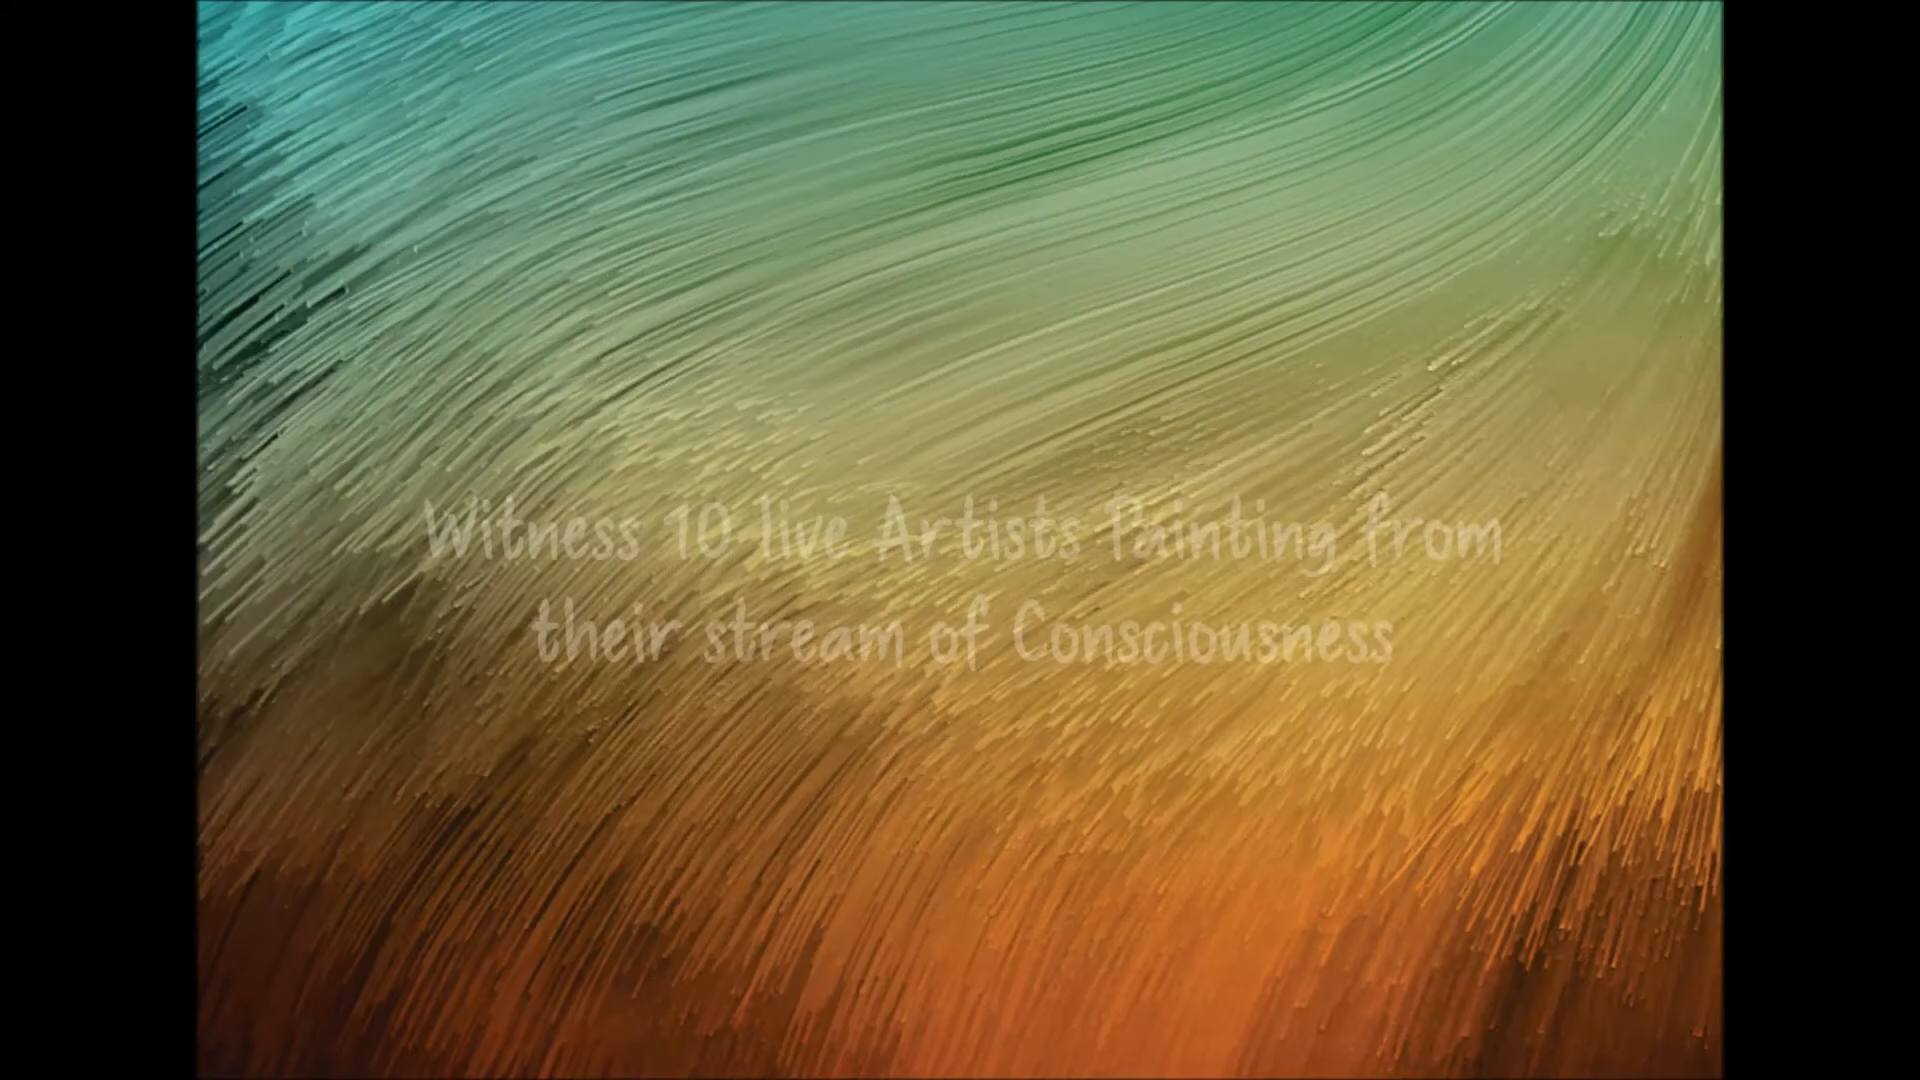 Witness 10 live Artists Painting from
their stream of Consciousness